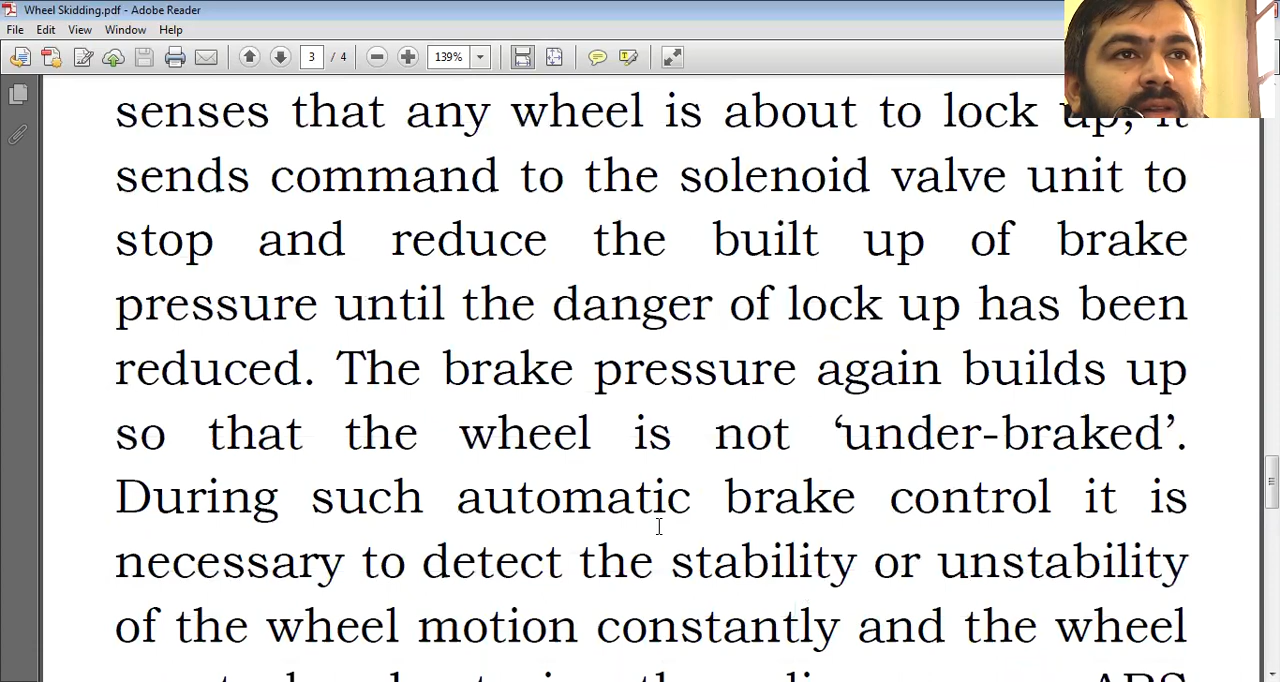 Wheel Skidding.pdf - Adobe Reader
File Edit View Window Help
3 / 4 139%
senses that any wheel is about to lock up, it
sends command to the solenoid valve unit to
stop and reduce the built up of brake
pressure until the danger of lock up has been
reduced. The brake pressure again builds up
so that the wheel is not ‘under-braked’.
During such automatic brake control it is
necessary to detect the stability or unstability
of the wheel motion constantly and the wheel
ABS